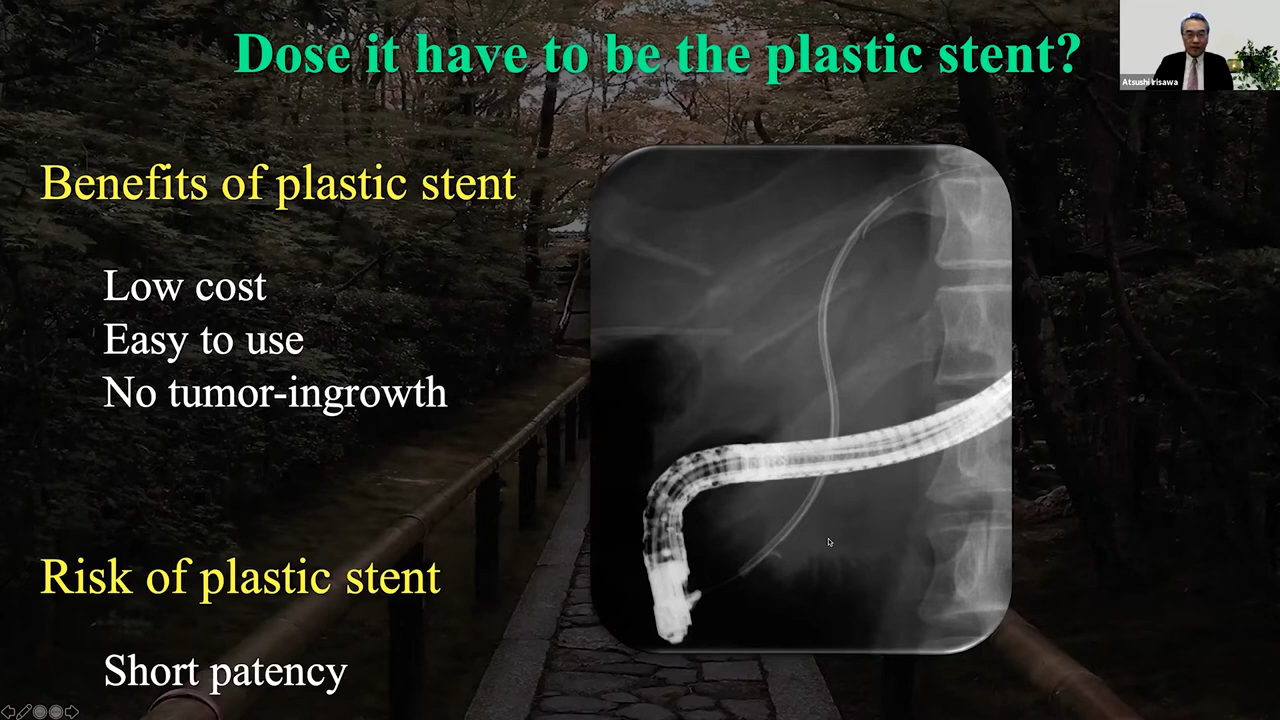 Dose it have to be the plastic stent?
Atsushi Irisawa
Benefits of plastic stent
Low cost
Easy to use
No tumor-ingrowth
Risk of plastic stent
Short patency